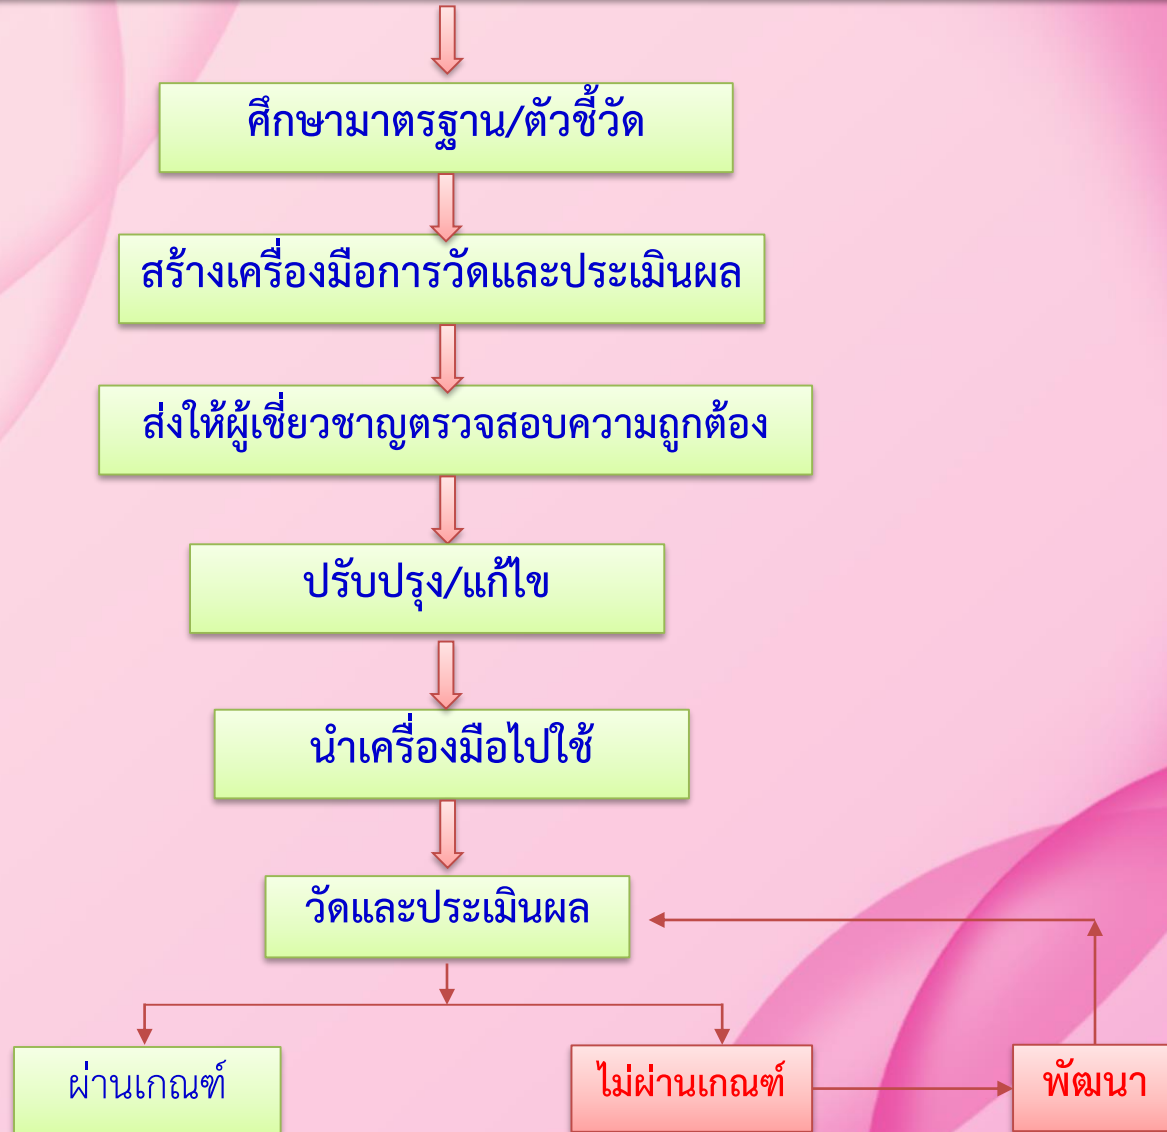 ศึกษามาตรฐาน/ตัวชี้วัด
สร้างเครื่องมือการวัดและประเมินผล
ส่งให้ผู้เชี่ยวชาญตรวจสอบความถูกต้อง
ปรับปรุง/แก้ไข
นำเครื่องมือไปใช้
วัดและประเมินผล
ผ่านเกณฑ์
ไม่ผ่านเกณฑ์
พัฒนา